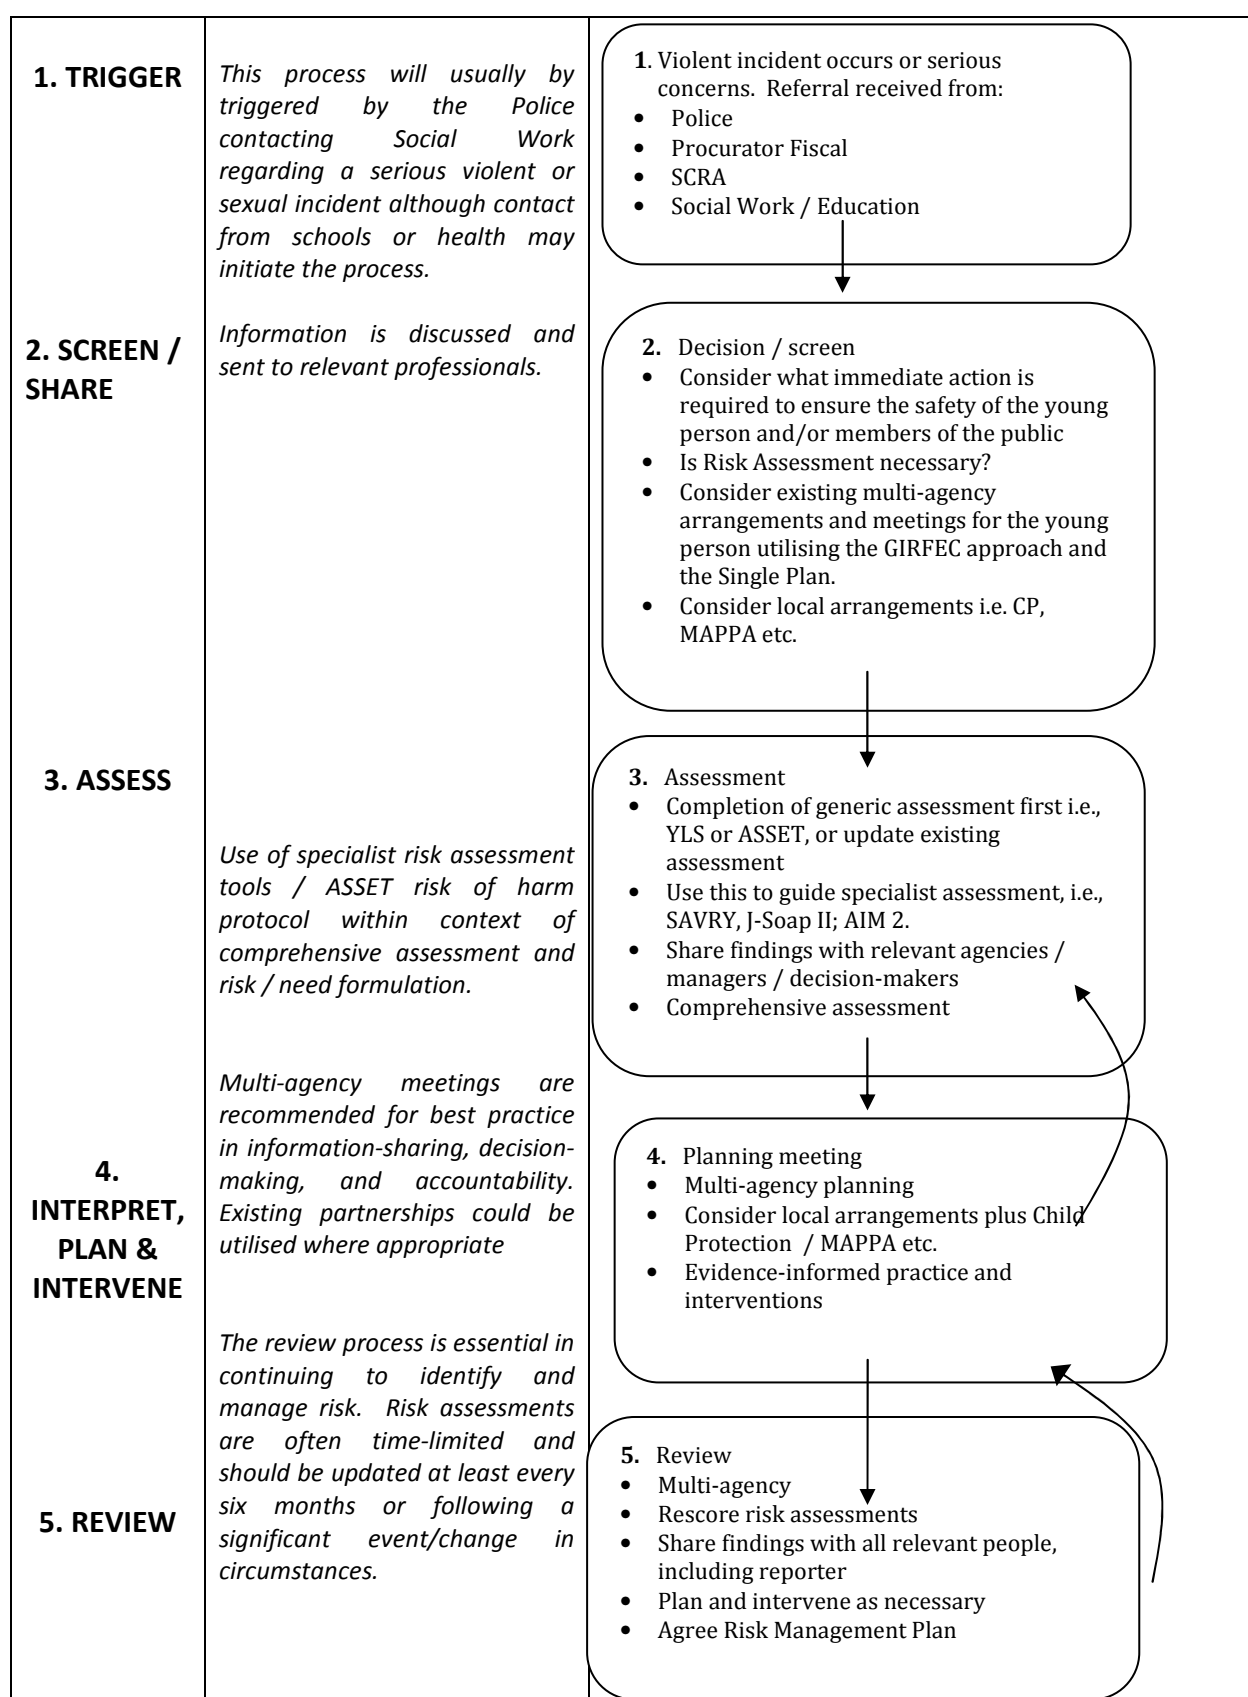 1. TRIGGER
This process will usually by
triggered by the Police
contacting Social Work
regarding a serious violent or
sexual incident although contact
from schools or health may
initiate the process.
1. Violent incident occurs or serious
concerns. Referral received from:
• Police
• Procurator Fiscal
• SCRA
• Social Work / Education
2. SCREEN /
SHARE
Information is discussed and
sent to relevant professionals.
2. Decision / screen
• Consider what immediate action is
required to ensure the safety of the young
person and/or members of the public
• Is Risk Assessment necessary?
• Consider existing multi-agency
arrangements and meetings for the young
person utilising the GIRFEC approach and
the Single Plan.
• Consider local arrangements i.e. CP,
MAPPA etc.
3. ASSESS
Use of specialist risk assessment
tools / ASSET risk of harm
protocol within context of
comprehensive assessment and
risk / need formulation.
3. Assessment
• Completion of generic assessment first i.e.,
YLS or ASSET, or update existing
assessment
• Use this to guide specialist assessment, i.e.,
SAVRY, J-Soap II; AIM 2.
• Share findings with relevant agencies /
managers / decision-makers
• Comprehensive assessment
4.
INTERPRET,
PLAN &
INTERVENE
Multi-agency meetings are
recommended for best practice
in information-sharing, decision-
making, and accountability.
Existing partnerships could be
utilised where appropriate
4. Planning meeting
• Multi-agency planning
• Consider local arrangements plus Child
Protection / MAPPA etc.
• Evidence-informed practice and
interventions
5. REVIEW
The review process is essential in
continuing to identify and
manage risk. Risk assessments
are often time-limited and
should be updated at least every
six months or following a
significant event/change in
circumstances.
5. Review
• Multi-agency
• Rescore risk assessments
• Share findings with all relevant people,
including reporter
• Plan and intervene as necessary
• Agree Risk Management Plan